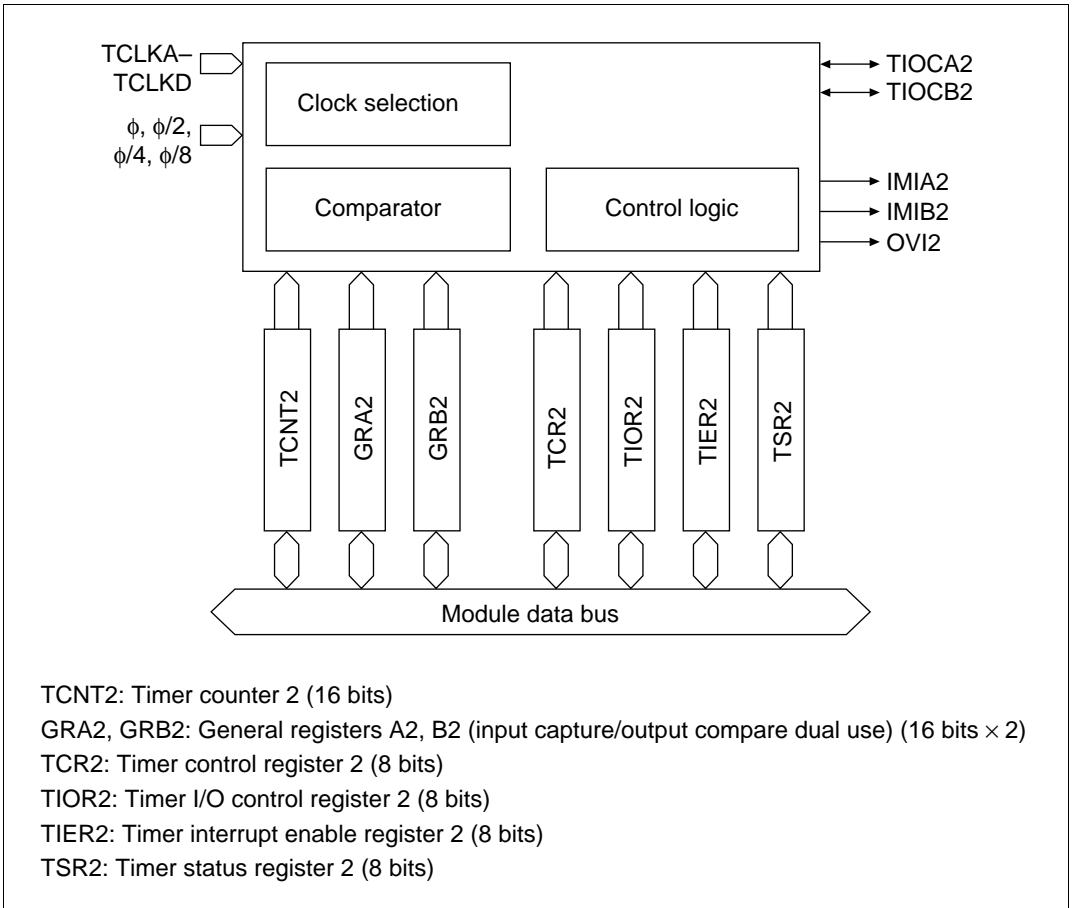 TCLKA–
TCLKD
ϕ, ϕ/2,
ϕ/4, ϕ/8
Clock selection
Comparator
Control logic
TIOCA2
TIOCB2
IMIA2
IMIB2
OVI2
TCNT2
GRA2
GRB2
TCR2
TIOR2
TIER2
TSR2
Module data bus
TCNT2: Timer counter 2 (16 bits)
GRA2, GRB2: General registers A2, B2 (input capture/output compare dual use) (16 bits × 2)
TCR2: Timer control register 2 (8 bits)
TIOR2: Timer I/O control register 2 (8 bits)
TIER2: Timer interrupt enable register 2 (8 bits)
TSR2: Timer status register 2 (8 bits)